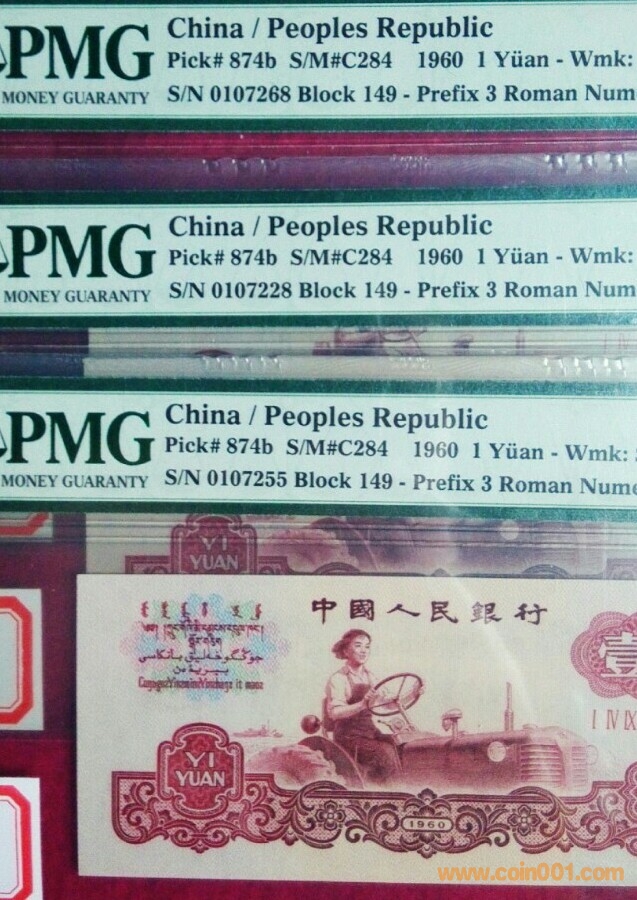 PMG
MONEY GUARANTY
China / Peoples Republic
Pick# 874b S/M#C284 1960 1 Yüan - Wmk:
S/N 0107268 Block 149 - Prefix 3 Roman Nume
PMG
MONEY GUARANTY
China / Peoples Republic
Pick# 874b S/M#C284 1960 1 Yüan - Wmk:
S/N 0107228 Block 149 - Prefix 3 Roman Num
PMG
MONEY GUARANTY
China / Peoples Republic
Pick# 874b S/M#C284 1960 1 Yüan - Wmk:
S/N 0107255 Block 149 - Prefix 3 Roman Nume
YI
YUAN
中國人民銀行
壹
I IV IX
YI
YUAN
1960
www.coin001.com